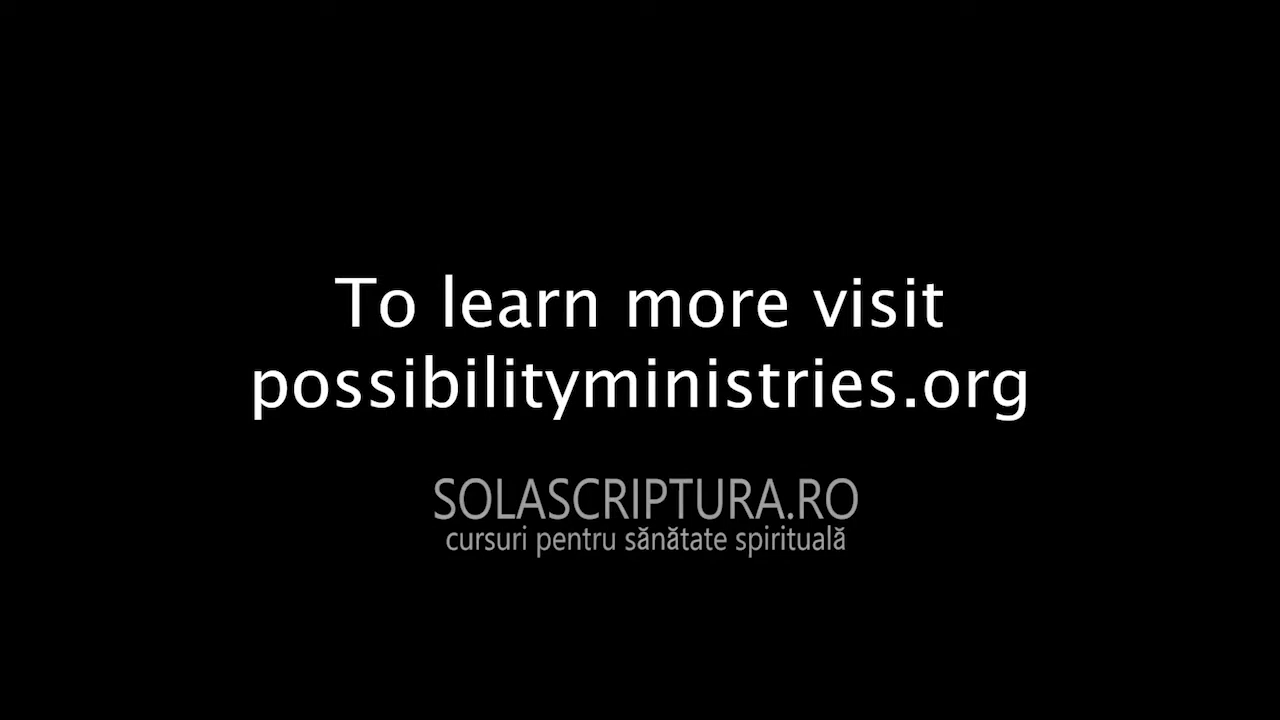 To learn more visit
possibilityministries.org
SOLASCRIPTURA.RO
cursuri pentru sănătate spirituală